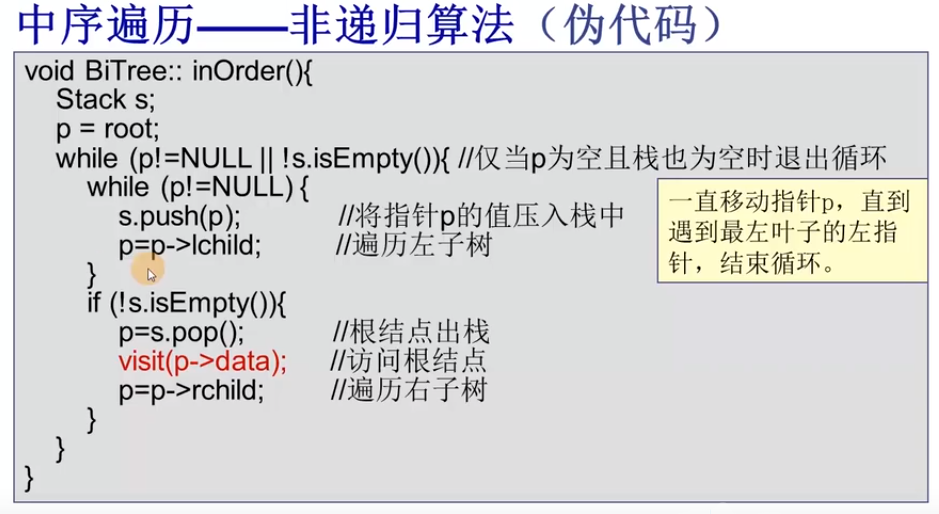 中序遍历——非递归算法（伪代码）
void BiTree:: inOrder(){
Stack s;
p = root;
while (p!=NULL || !s.isEmpty()){ //仅当p为空且栈也为空时退出循环
while (p!=NULL) {
s.push(p); //将指针p的值压入栈中
p=p->lchild; //遍历左子树
}
if (!s.isEmpty()){
p=s.pop(); //根结点出栈
visit(p->data); //访问根结点
p=p->rchild; //遍历右子树
}
}
}
一直移动指针p，直到
遇到最左叶子的左指
针，结束循环。